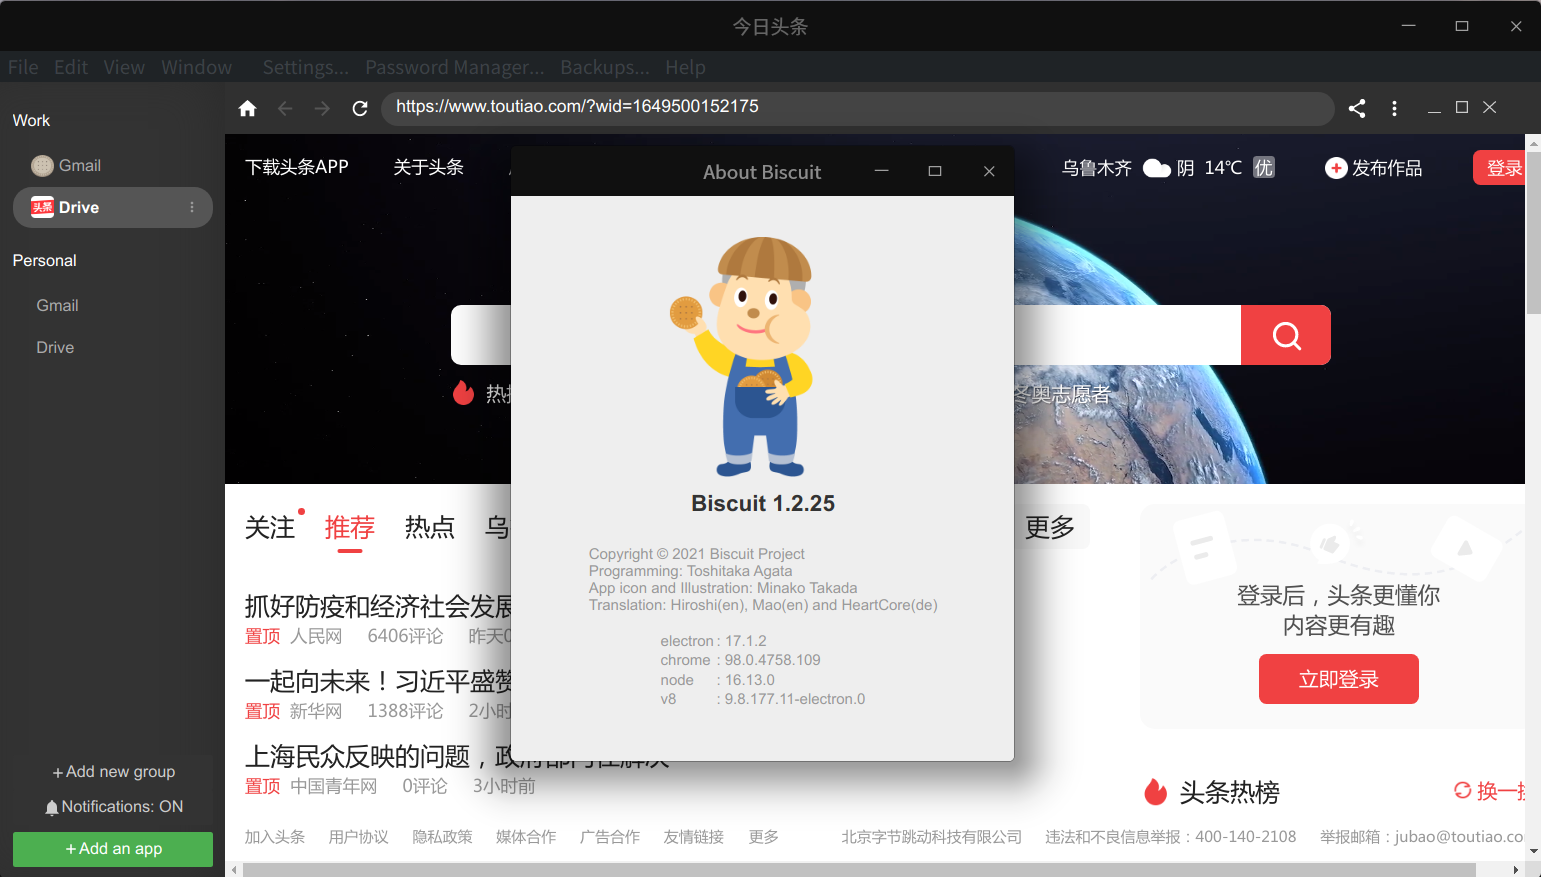 今日头条
File Edit View Window Settings... Password Manager... Backups... Help
https://www.toutiao.com/?wid=1649500152175
Work
Gmail
头条 Drive
Personal
Gmail
Drive
+ Add new group
Notifications: ON
+ Add an app
下载头条APP 关于头条
乌鲁木齐 阴 14℃ 优 发布作品 登录
冬奥志愿者
About Biscuit
Biscuit 1.2.25
Copyright © 2021 Biscuit Project
Programming: Toshitaka Agata
App icon and Illustration: Minako Takada
Translation: Hiroshi(en), Mao(en) and HeartCore(de)
electron : 17.1.2
chrome : 98.0.4758.109
node : 16.13.0
v8 : 9.8.177.11-electron.0
关注 推荐 热点 乌 更多
抓好防疫和经济社会发展
置顶 人民网 6406评论 昨天0
一起向未来！习近平盛赞
置顶 新华网 1388评论 2小时
上海民众反映的问题，政府部门在解决
置顶 中国青年网 0评论 3小时前
登录后，头条更懂你
内容更有趣
立即登录
头条热榜 换一换
加入头条 用户协议 隐私政策 媒体合作 广告合作 友情链接 更多 北京字节跳动科技有限公司 违法和不良信息举报：400-140-2108 举报邮箱：jubao@toutiao.co